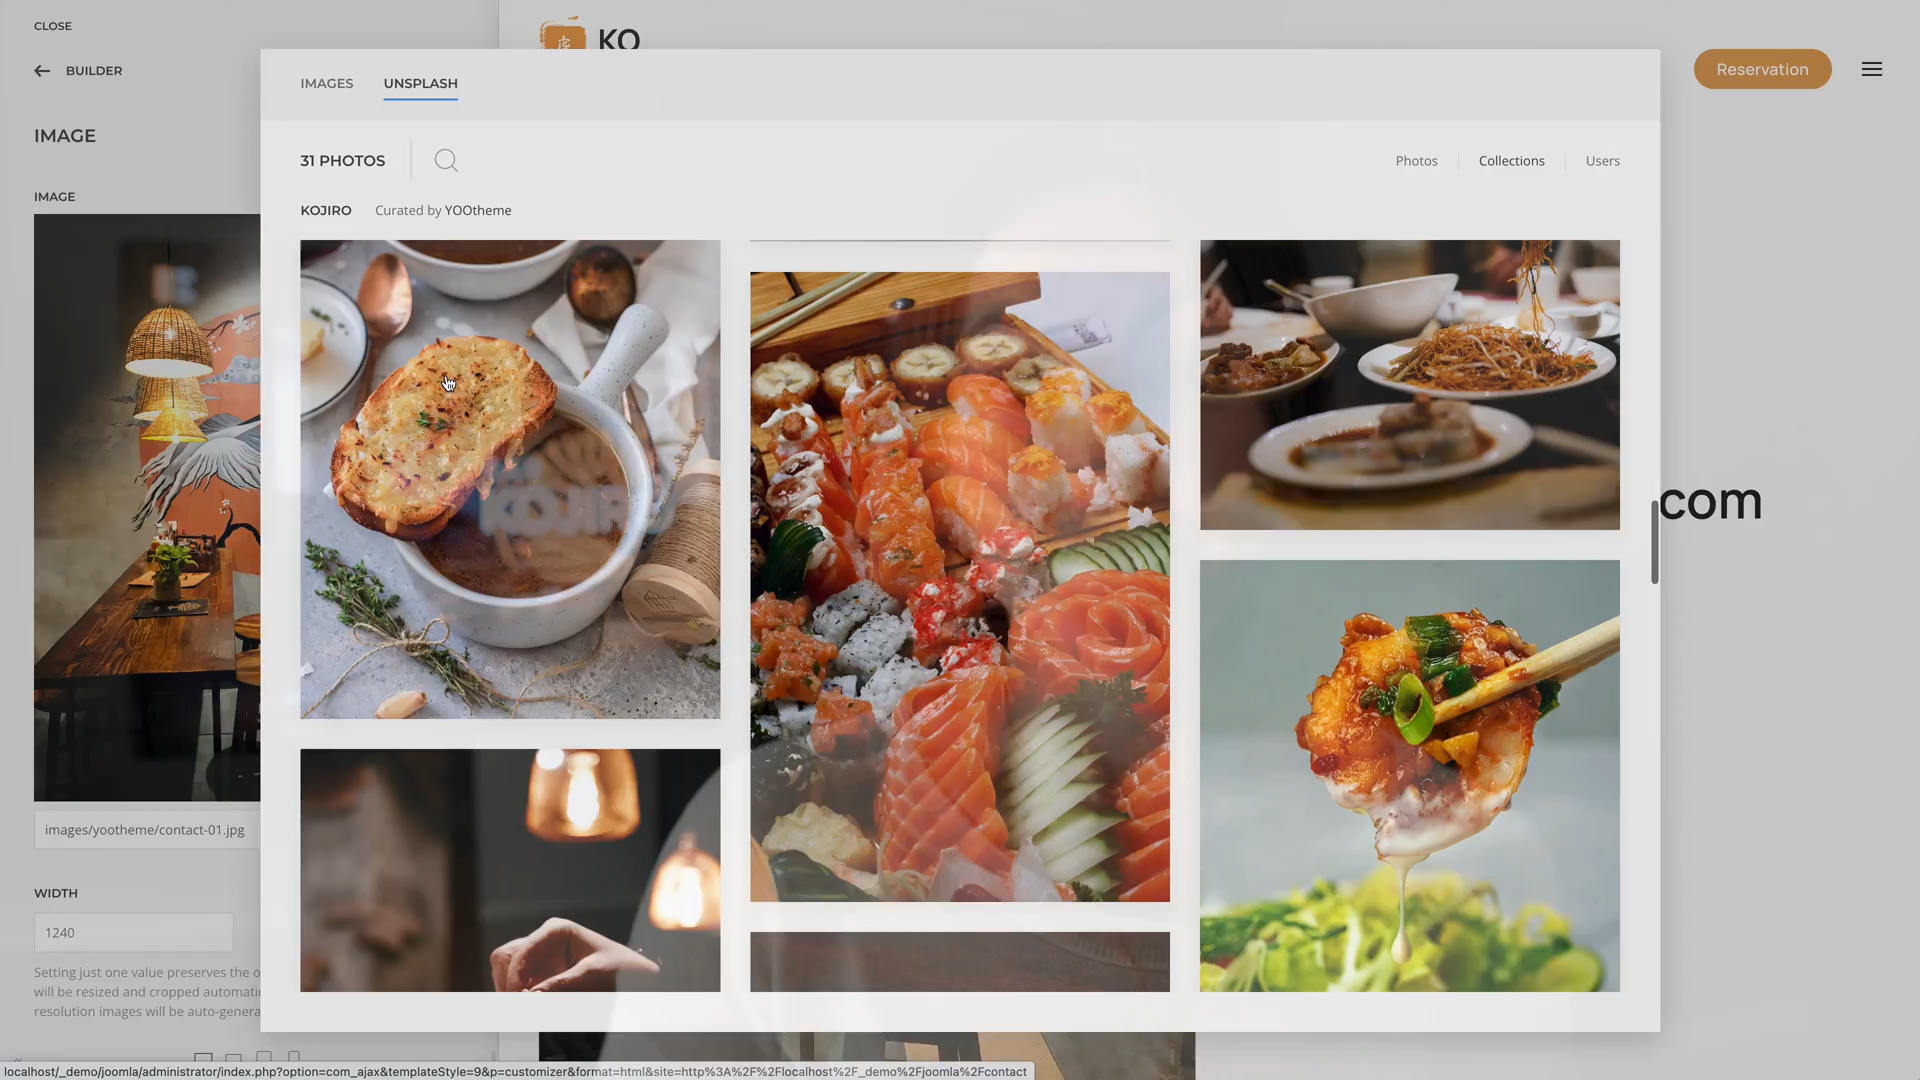 CLOSE
BUILDER
KO
Reservation
IMAGES
UNSPLASH
IMAGE
31 PHOTOS
Photos
Collections
Users
IMAGE
KOJIRO
Curated by YOOtheme
com
images/yootheme/contact-01.jpg
WIDTH
1240
Setting just one value preserves the o
will be resized and cropped automati
resolution images will be auto-genera
localhost/_demo/joomla/administrator/index.php?option=com_ajax&templateStyle=9&p=customizer&format=html&site=http%3A%2F%2Flocalhost%2F_demo%2Fjoomla%2Fcontact